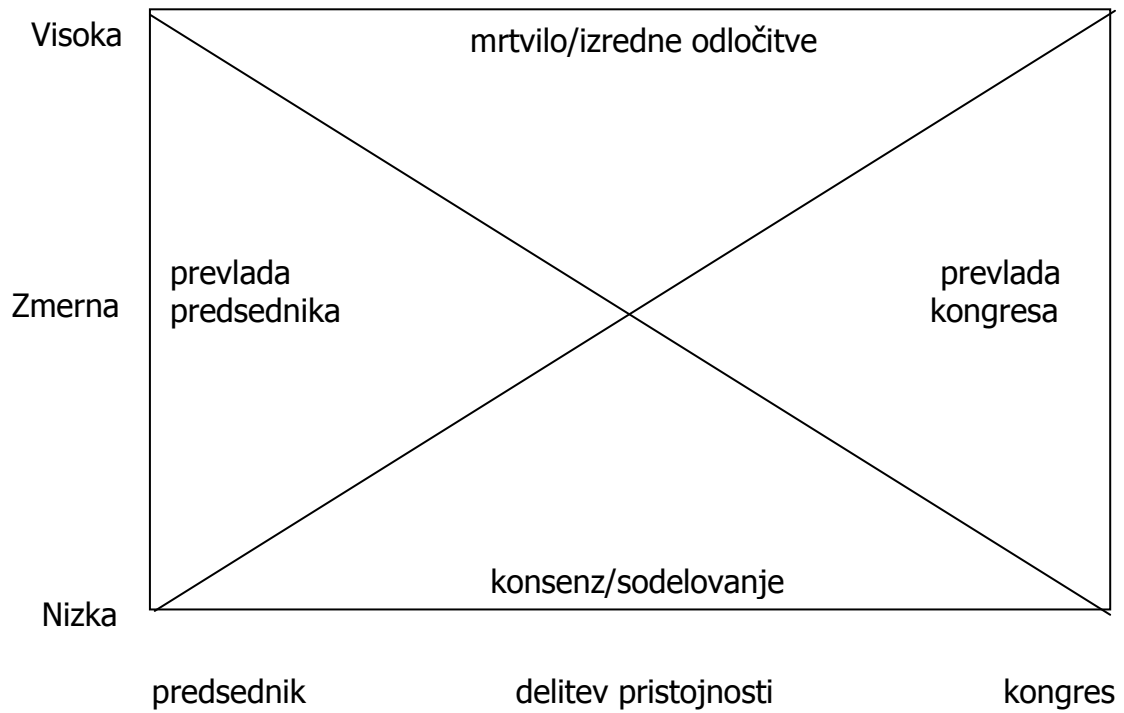 Visoka
mrtvilo/izredne odločitve
prevlada
predsednika
Zmerna
prevlada
kongresa
konsenz/sodelovanje
Nizka
predsednik
delitev pristojnosti
kongres